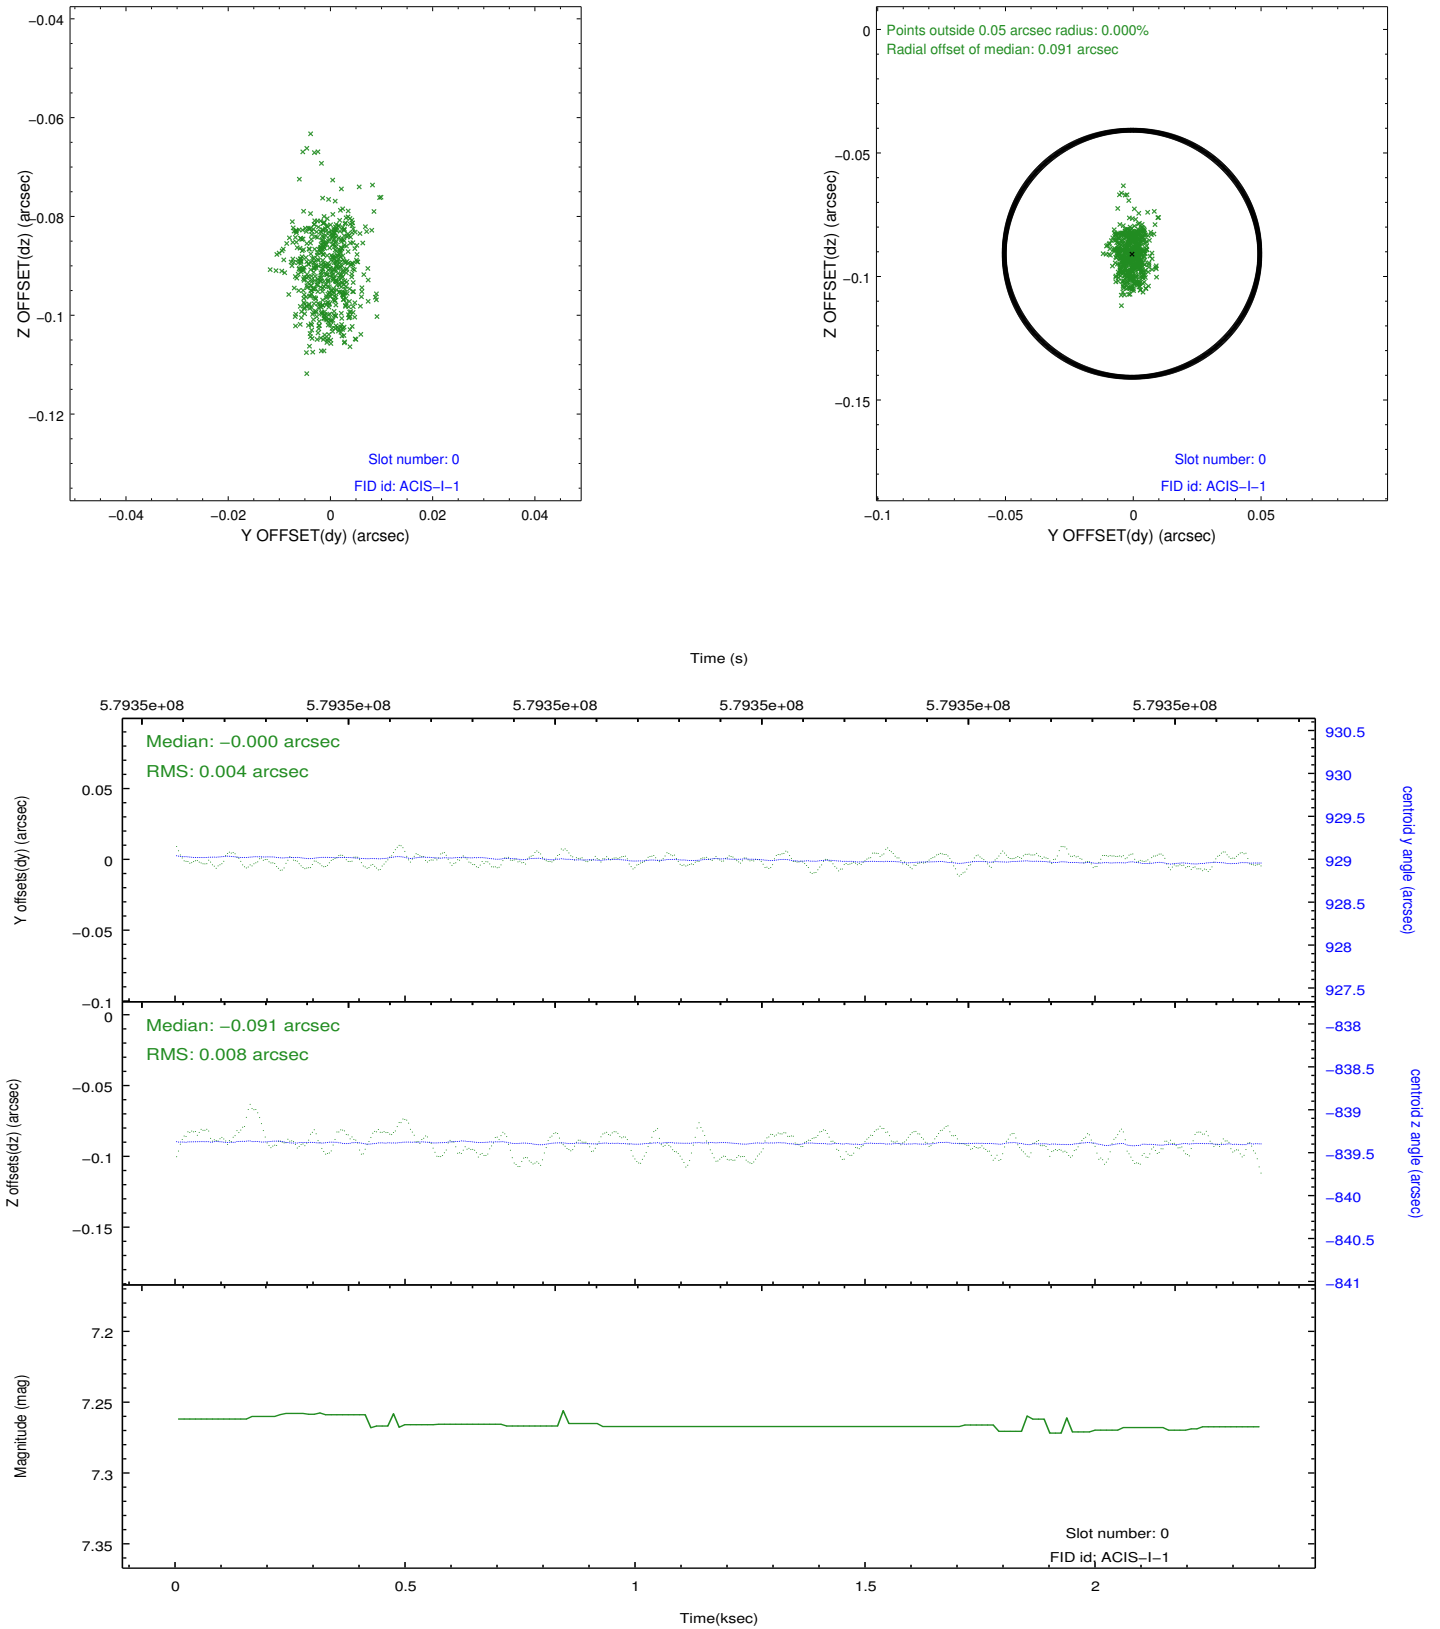 −0.04
−0.06
−0.08
−0.1
−0.12
Z OFFSET(dz) (arcsec)
Slot number: 0
FID id: ACIS−I−1
−0.04 −0.02 0 0.02 0.04
Y OFFSET(dy) (arcsec)
Points outside 0.05 arcsec radius: 0.000%
Radial offset of median: 0.091 arcsec
0
−0.05
−0.1
−0.15
Z OFFSET(dz) (arcsec)
Slot number: 0
FID id: ACIS−I−1
−0.1 −0.05 0 0.05
Y OFFSET(dy) (arcsec)
Time (s)
5.7935e+08 5.7935e+08 5.7935e+08 5.7935e+08 5.7935e+08 5.7935e+08
Median: −0.000 arcsec
RMS: 0.004 arcsec
0.05
0
−0.05
−0.1
Y offsets(dy) (arcsec)
930.5
930
929.5
929
928.5
928
927.5
centroid y angle (arcsec)
Median: −0.091 arcsec
RMS: 0.008 arcsec
0
−0.05
−0.1
−0.15
Z offsets(dz) (arcsec)
−838
−838.5
−839
−839.5
−840
−840.5
−841
centroid z angle (arcsec)
7.2
7.25
7.3
7.35
Magnitude (mag)
Slot number: 0
FID id: ACIS−I−1
0 0.5 1 1.5 2
Time(ksec)